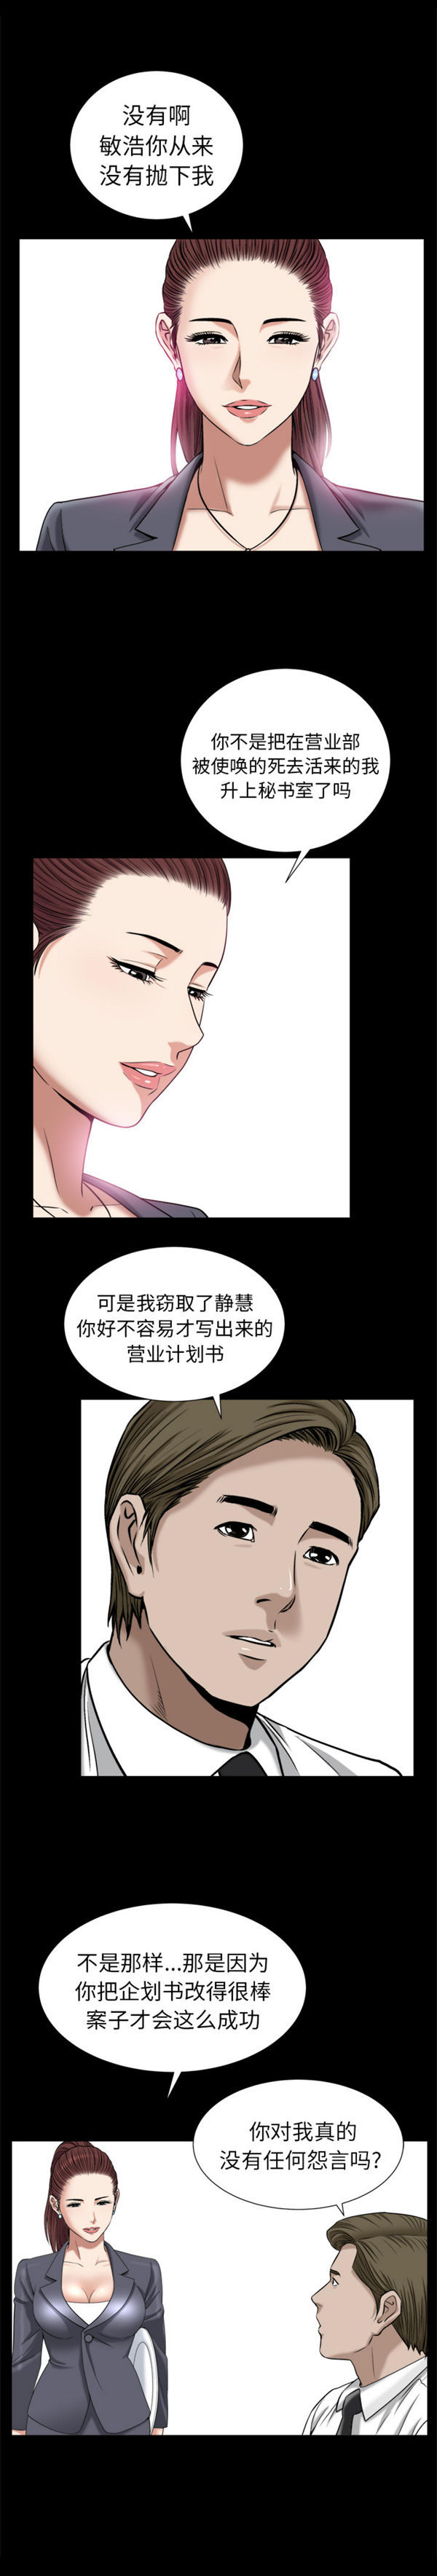 没有啊
敏浩你从来
没有抛下我
你不是把在营业部
被使唤的死去活来的我
升上秘书室了吗
可是我窃取了静慧
你好不容易才写出来的
营业计划书
不是那样...那是因为
你把企划书改得很棒
案子才会这么成功
你对我真的
没有任何怨言吗?